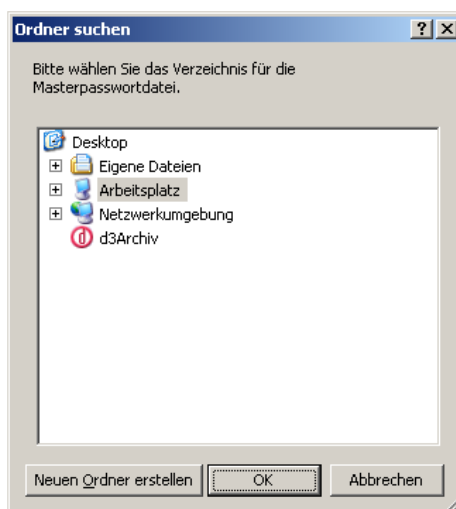 Ordner suchen
Bitte wählen Sie das Verzeichnis für die
Masterpasswortdatei.
Desktop
Eigene Dateien
Arbeitsplatz
Netzwerkumgebung
d3Archiv
Neuen Ordner erstellen
OK
Abbrechen